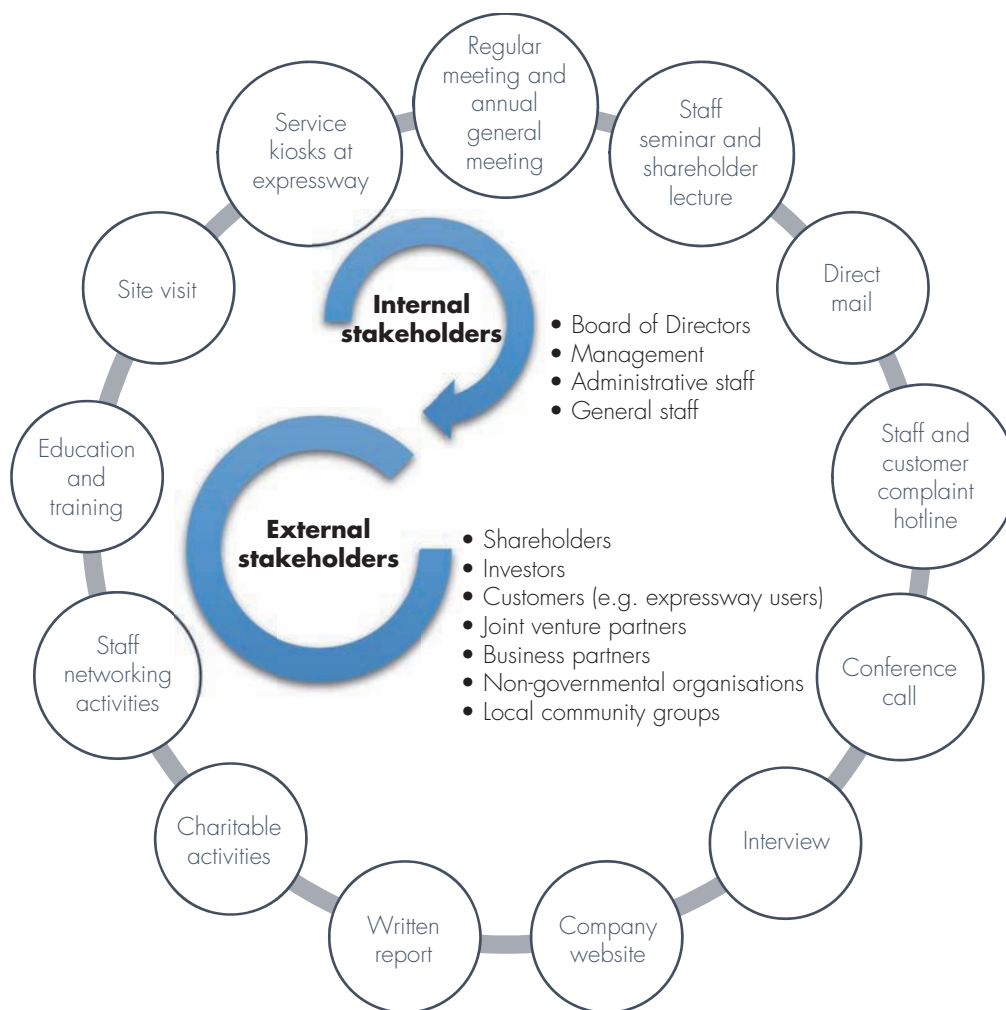 Regular
meeting and
annual
general
meeting
Staff
seminar and
shareholder
lecture
Direct
mail
Staff and
customer
complaint
hotline
Conference
call
Interview
Company
website
Written
report
Charitable
activities
Staff
networking
activities
Education
and
training
Site visit
Service
kiosks at
expressway
Internal
stakeholders
• Board of Directors
• Management
• Administrative staff
• General staff
External
stakeholders
• Shareholders
• Investors
• Customers (e.g. expressway users)
• Joint venture partners
• Business partners
• Non-governmental organisations
• Local community groups